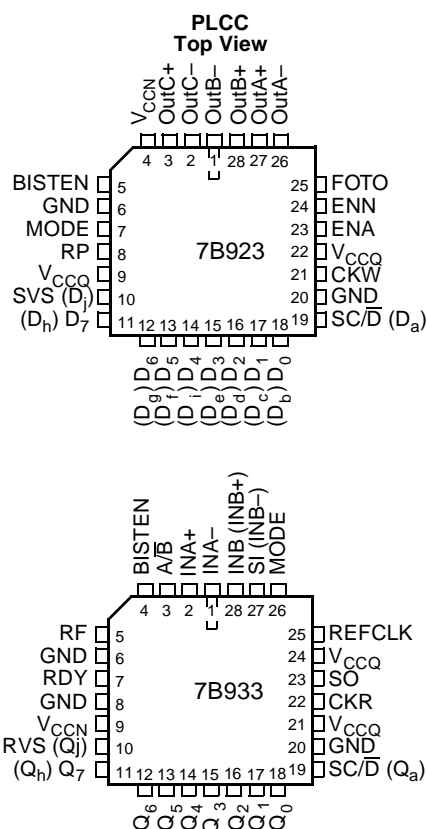 PLCC
Top View
V_CCN
OutC+
OutC–
OutB–
OutB+
OutA+
OutA–
4 3 2 1 28 27 26
BISTEN 5
GND 6
MODE 7
RP 8
V_CCQ 9
SVS (D_j) 10
(D_h) D_7 11
7B923
25 FOTO
24 ENN
23 ENA
22 V_CCQ
21 CKW
20 GND
19 SC/D̅ (D_a)
12 13 14 15 16 17 18
(D_g) D_6
(D_f) D_5
(D_i) D_4
(D_e) D_3
(D_d) D_2
(D_c) D_1
(D_b) D_0
BISTEN
A/B̅
INA+
INA–
INB (INB+)
SI (INB–)
MODE
4 3 2 1 28 27 26
RF 5
GND 6
RDY 7
GND 8
V_CCN 9
RVS (Qj) 10
(Q_h) Q_7 11
7B933
25 REFCLK
24 V_CCQ
23 SO
22 CKR
21 V_CCQ
20 GND
19 SC/D̅ (Q_a)
12 13 14 15 16 17 18
Q_6
Q_5
Q_4
Q_3
Q_2
Q_1
Q_0